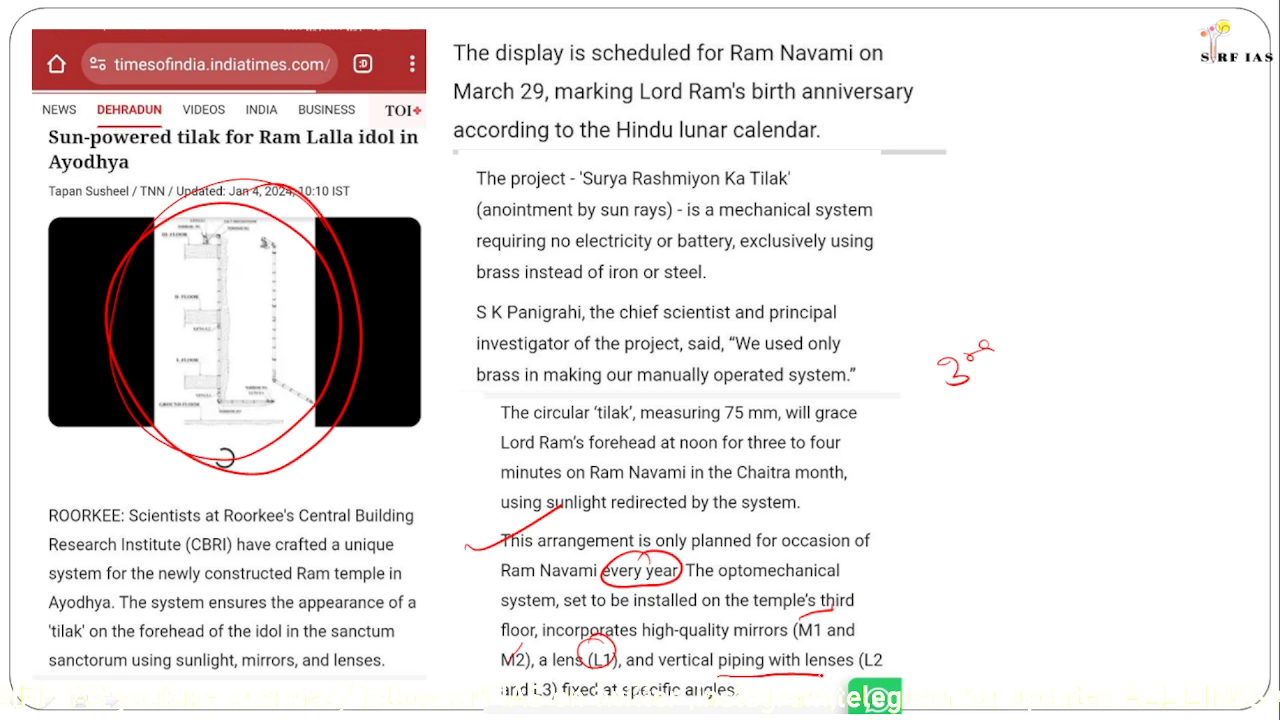 timesofindia.indiatimes.com/
NEWS DEHRADUN VIDEOS INDIA BUSINESS TOI+
Sun-powered tilak for Ram Lalla idol in
Ayodhya
Tapan Susheel / TNN / Updated: Jan 4, 2024, 10:10 IST
GROUND FLOOR
ROORKEE: Scientists at Roorkee's Central Building
Research Institute (CBRI) have crafted a unique
system for the newly constructed Ram temple in
Ayodhya. The system ensures the appearance of a
'tilak' on the forehead of the idol in the sanctum
sanctorum using sunlight, mirrors, and lenses.
The display is scheduled for Ram Navami on
March 29, marking Lord Ram's birth anniversary
according to the Hindu lunar calendar.
The project - 'Surya Rashmiyon Ka Tilak'
(anointment by sun rays) - is a mechanical system
requiring no electricity or battery, exclusively using
brass instead of iron or steel.
S K Panigrahi, the chief scientist and principal
investigator of the project, said, “We used only
brass in making our manually operated system.”
The circular ‘tilak’, measuring 75 mm, will grace
Lord Ram’s forehead at noon for three to four
minutes on Ram Navami in the Chaitra month,
using sunlight redirected by the system.
This arrangement is only planned for occasion of
Ram Navami every year. The optomechanical
system, set to be installed on the temple’s third
floor, incorporates high-quality mirrors (M1 and
M2), a lens (L1), and vertical piping with lenses (L2
and L3) fixed at specific angles.
3rd
SIRF IAS
telegr